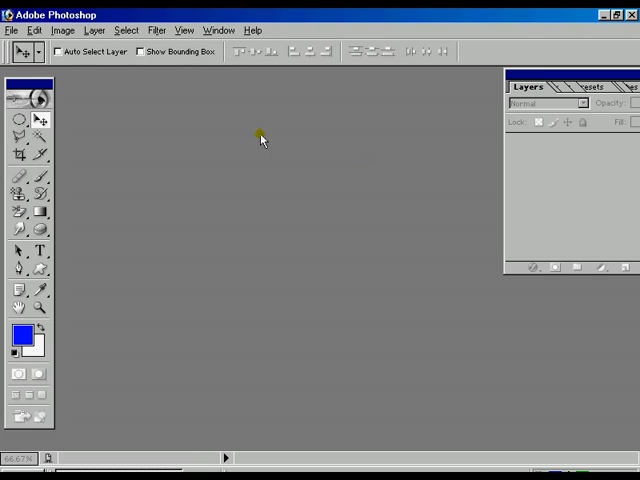 Adobe Photoshop
File Edit Image Layer Select Filter View Window Help
Auto Select Layer Show Bounding Box
Layers
Normal Opacity:
Lock: Fill:
T
66.67%